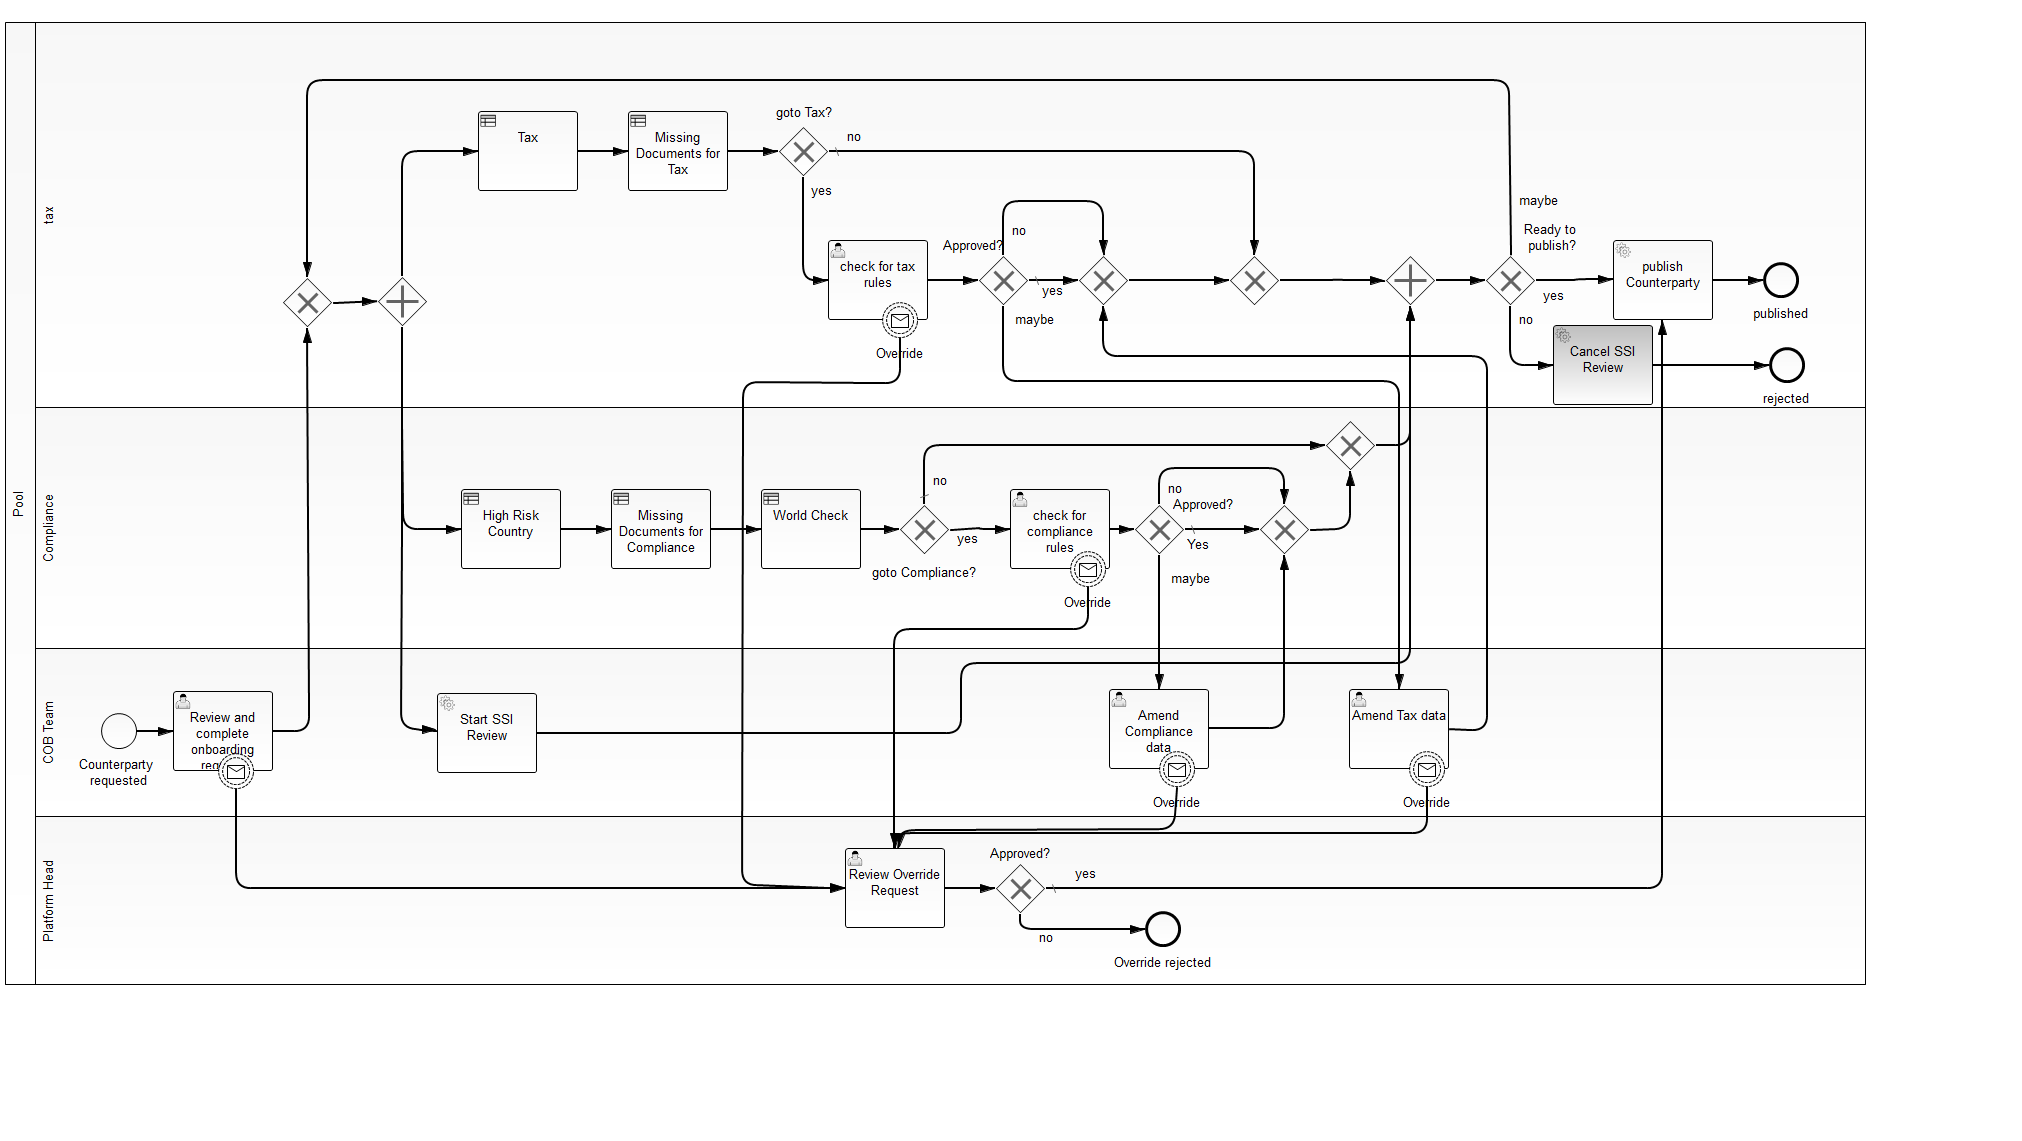 Pool
tax
Tax
Missing
Documents for
Tax
goto Tax?
no
yes
check for tax
rules
Override
Approved?
no
yes
maybe
maybe
Ready to
publish?
yes
no
publish
Counterparty
published
Cancel SSI
Review
rejected
Compliance
High Risk
Country
Missing
Documents for
Compliance
World Check
no
yes
goto Compliance?
check for
compliance
rules
Override
no
Approved?
Yes
maybe
COB Team
Counterparty
requested
Review and
complete
onboarding
Start SSI
Review
Amend
Compliance
data
Override
Amend Tax data
Override
Platform Head
Review Override
Request
Approved?
yes
no
Override rejected